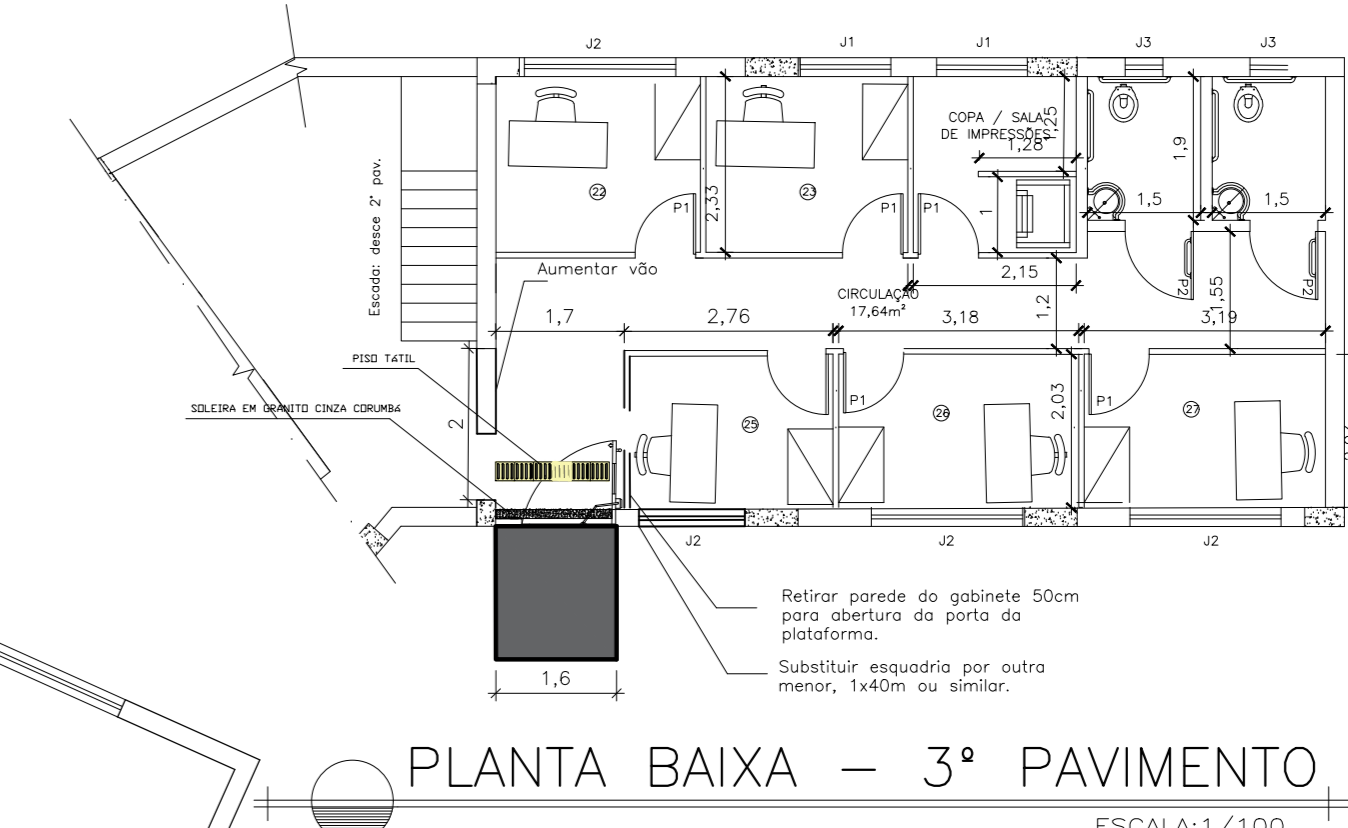 J2
J1
J1
J3
J3
COPA / SALA
DE IMPRESSÕES
1,25
1,28
1,9
Escada: desce 2° pav.
22
23
2,33
P1
P1
P1
1
1,5
1,5
Aumentar vão
2,15
P2
P2
CIRCULAÇÃO
17,64m²
1,2
1,55
1,7
2,76
3,18
3,19
PISO TáTIL
SOLEIRA EM GRANITO CINZA CORUMBá
2
25
P1
26
2,03
P1
27
J2
J2
J2
Retirar parede do gabinete 50cm
para abertura da porta da
plataforma.
Substituir esquadria por outra
menor, 1x40m ou similar.
1,6
PLANTA BAIXA – 3º PAVIMENTO
ESCALA:1/100